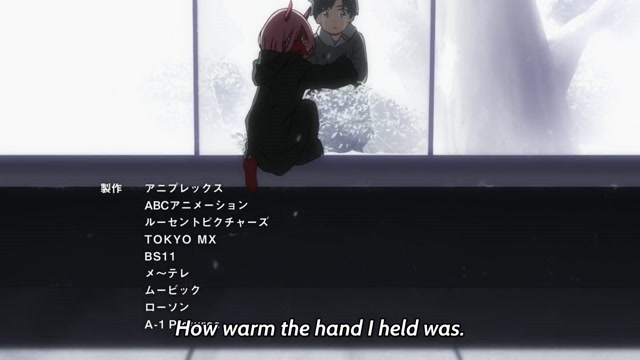 製作 アニプレックス
ABCアニメーション
ルーセントピクチャーズ
TOKYO MX
BS11
メ〜テレ
ムービック
ローソン
A-1
How warm the hand I held was.